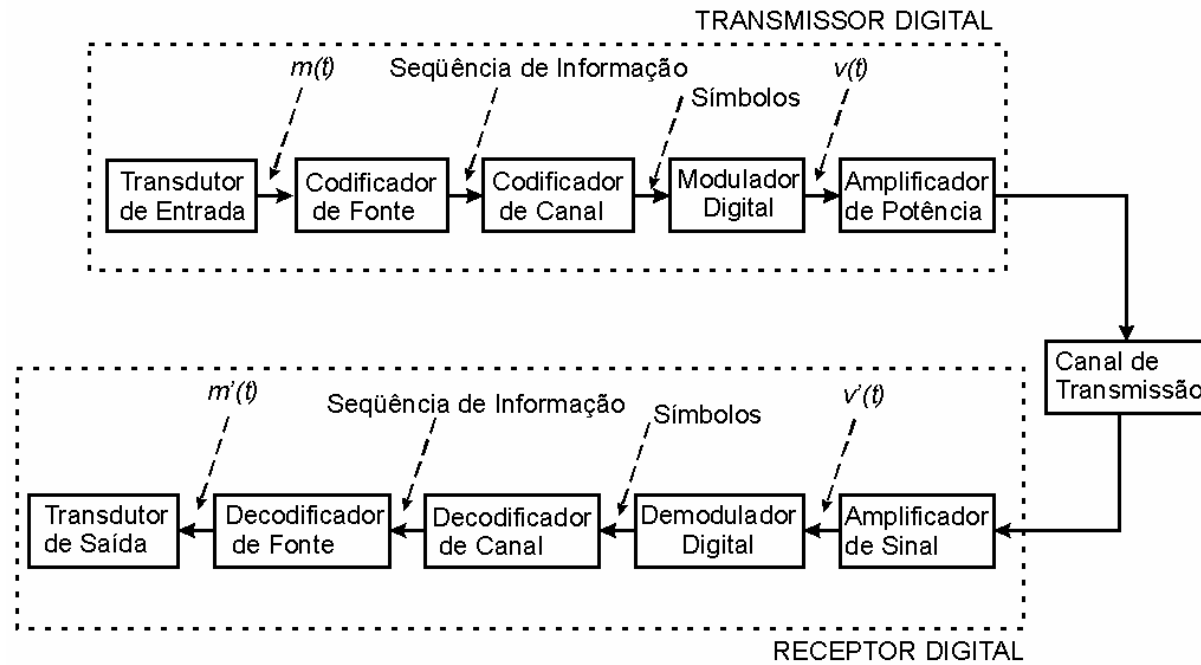 TRANSMISSOR DIGITAL
m(t)
Seqüência de Informação
Símbolos
v(t)
Transdutor
de Entrada
Codificador
de Fonte
Codificador
de Canal
Modulador
Digital
Amplificador
de Potência
Canal de
Transmissão
m'(t)
Seqüência de Informação
Símbolos
v'(t)
Transdutor
de Saída
Decodificador
de Fonte
Decodificador
de Canal
Demodulador
Digital
Amplificador
de Sinal
RECEPTOR DIGITAL